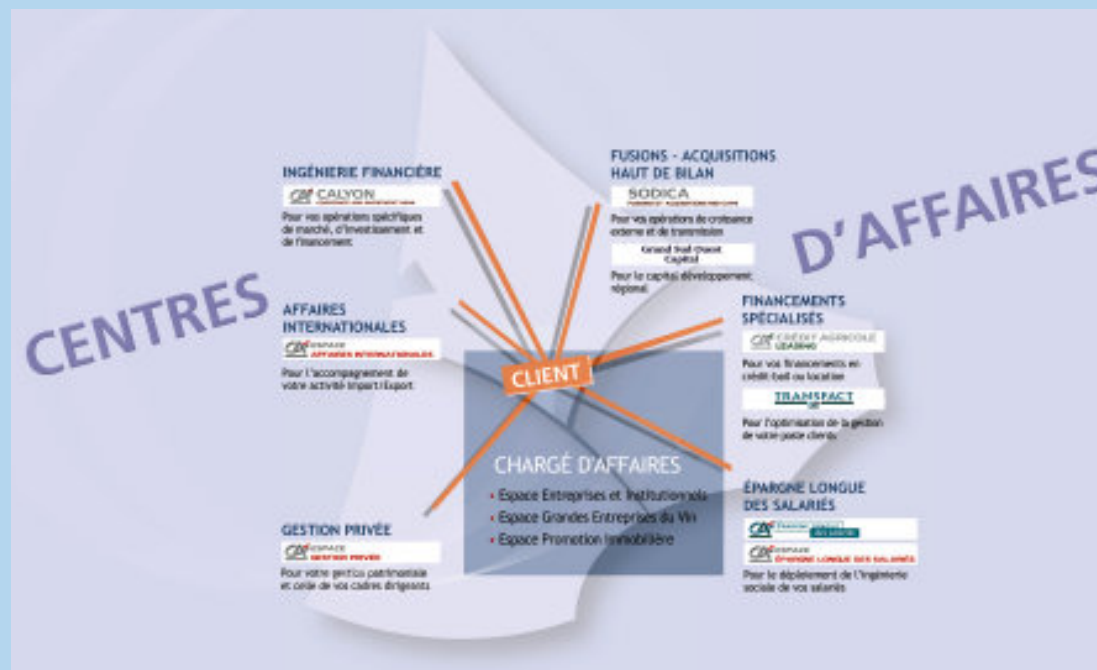 CENTRES D'AFFAIRES
INGÉNIERIE FINANCIÈRE
CALYON
Pour vos opérations spécifiques
de marché, d'investissement et
de financement
FUSIONS - ACQUISITIONS
HAUT DE BILAN
SODICA
Pour vos opérations de croissance
externe et de transmission
Grand Sud Ouest
Capital
Pour le capital développement
régional
AFFAIRES
INTERNATIONALES
ESPACE
AFFAIRES INTERNATIONALES
Pour l'accompagnement de
votre activité Import/Export
FINANCEMENTS
SPÉCIALISÉS
CRÉDIT AGRICOLE
LEASING
Pour vos financements en
crédit-bail ou location
TRANSFACT
Pour l'optimisation de la gestion
de votre poste clients
CLIENT
CHARGÉ D'AFFAIRES
• Espace Entreprises et Institutionnels
• Espace Grandes Entreprises du Vin
• Espace Promotion Immobilière
GESTION PRIVÉE
ESPACE
GESTION PRIVÉE
Pour votre gestion patrimoniale
et celle de vos cadres dirigeants
ÉPARGNE LONGUE
DES SALARIÉS
ESPACE
ÉPARGNE LONGUE DES SALARIÉS
Pour le déploiement de l'ingénierie
sociale de vos salariés